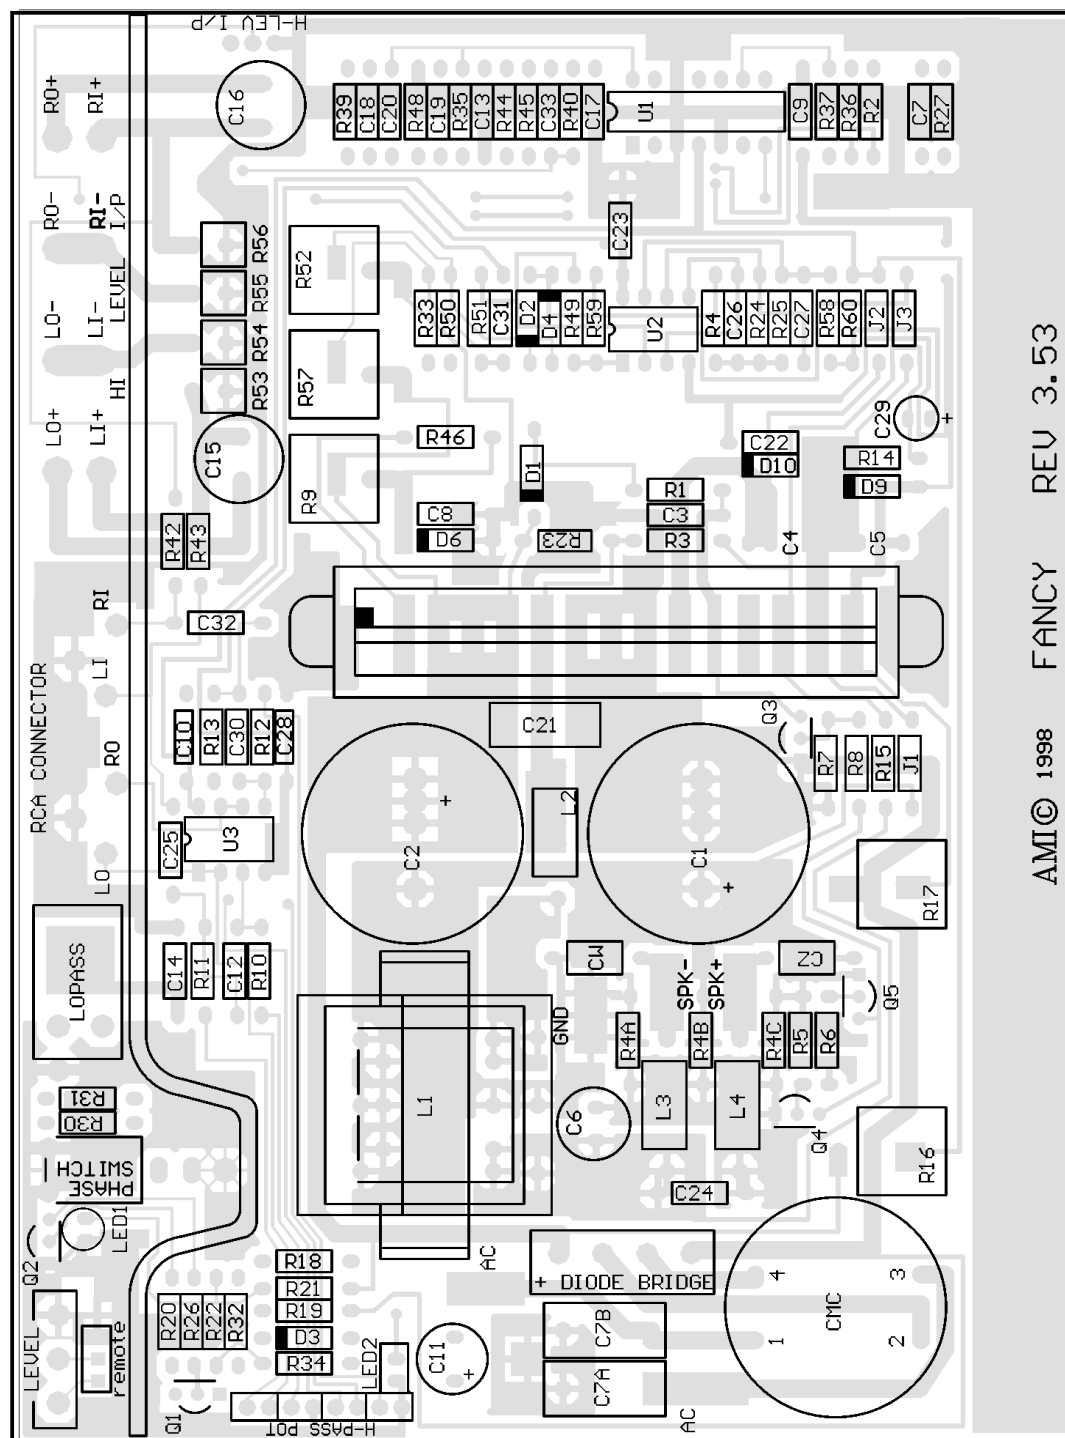 H-LEV I/P
RO+
RI+
C16
R39
C18
C20
R48
C19
R35
C13
R44
R45
C33
R40
C17
U1
C9
R37
R36
R2
C7
R27
RO-
RI-
LO-
LI-
HI LEVEL I/P
LO+
LI+
R56
R55
R54
R53
C15
R52
R57
R9
C23
R33
R50
R51
C31
D2
D4
R49
R59
U2
R4
C26
R24
R25
C27
R58
R60
J2
J3
C29
+
R46
D1
C22
D10
R14
D9
C8
D6
R23
R1
C3
R3
C4
C5
R42
R43
C32
RI
LI
RCA CONNECTOR
RO
LO
C10
R13
C30
R12
C28
C25
U3
C21
C2
+
L2
C1
+
Q3
R7
R8
R15
J1
R17
LOPASS
C14
R11
C12
R10
CM
SPK-
SPK+
CZ
Q5
GND
R4A
R4B
R4C
R5
R6
L1
C6
L3
L4
Q4
R16
C24
R31
R30
PHASE
SWITCH
LED1
Q2
LEVEL
remote
R20
R26
R22
R32
R18
R21
R19
D3
R34
Q1
H-PASS POT
LED2
C11
+
AC
+ DIODE BRIDGE
C7B
C7A
AC
CMC
4
3
1
2
AMI© 1998 FANCY REV 3.53